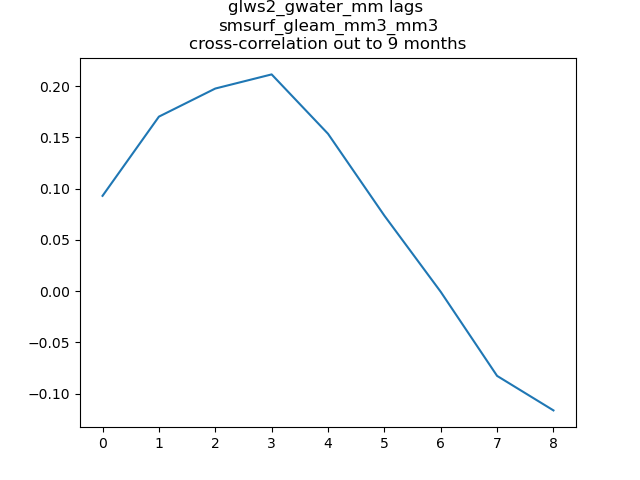 glws2_gwater_mm lags
smsurf_gleam_mm3_mm3
cross-correlation out to 9 months
0.20
0.15
0.10
0.05
0.00
−0.05
−0.10
0 1 2 3 4 5 6 7 8